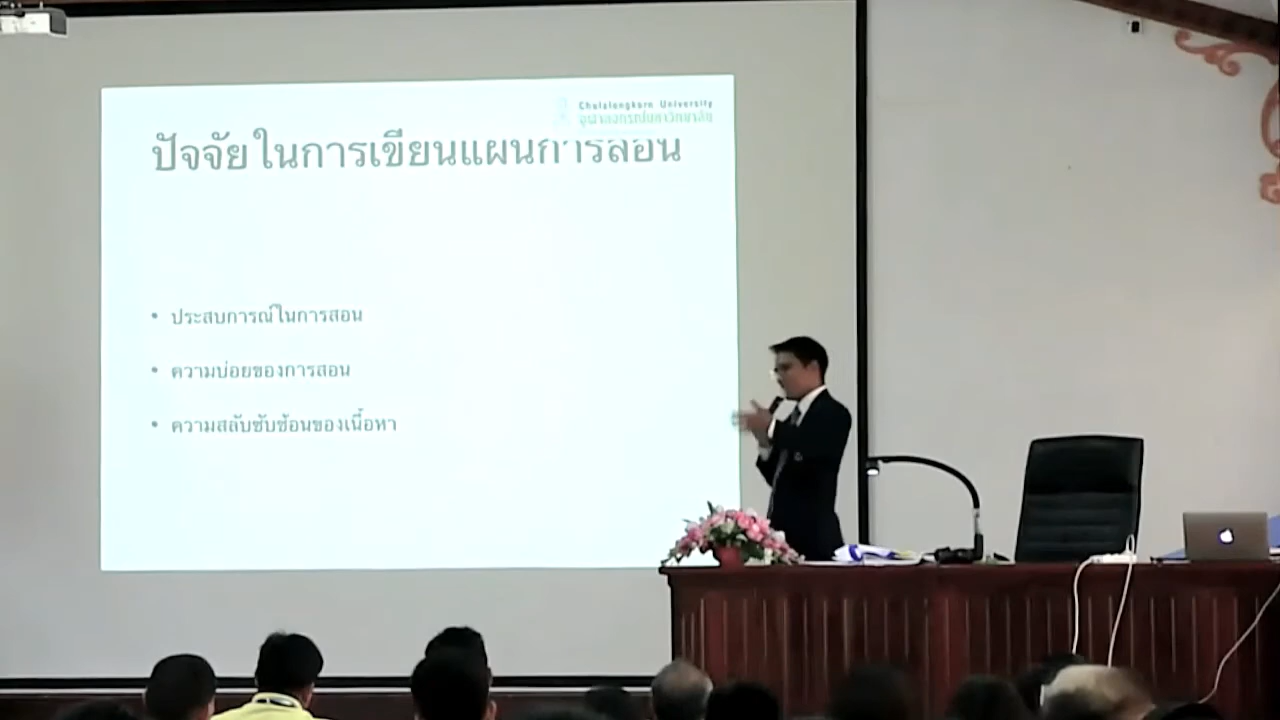 Chulalongkorn University
จุฬาลงกรณ์มหาวิทยาลัย
ปัจจัยในการเขียนแผนการสอน
• ประสบการณ์ในการสอน
• ความบ่อยของการสอน
• ความสลับซับซ้อนของเนื้อหา